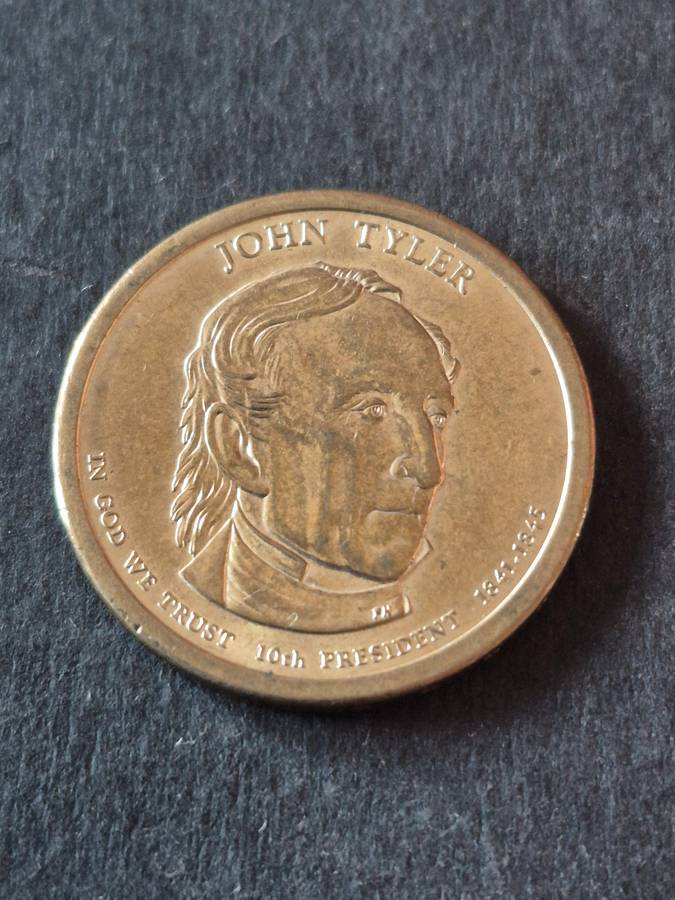 JOHN TYLER
IN GOD WE TRUST
10th PRESIDENT
1841-1845